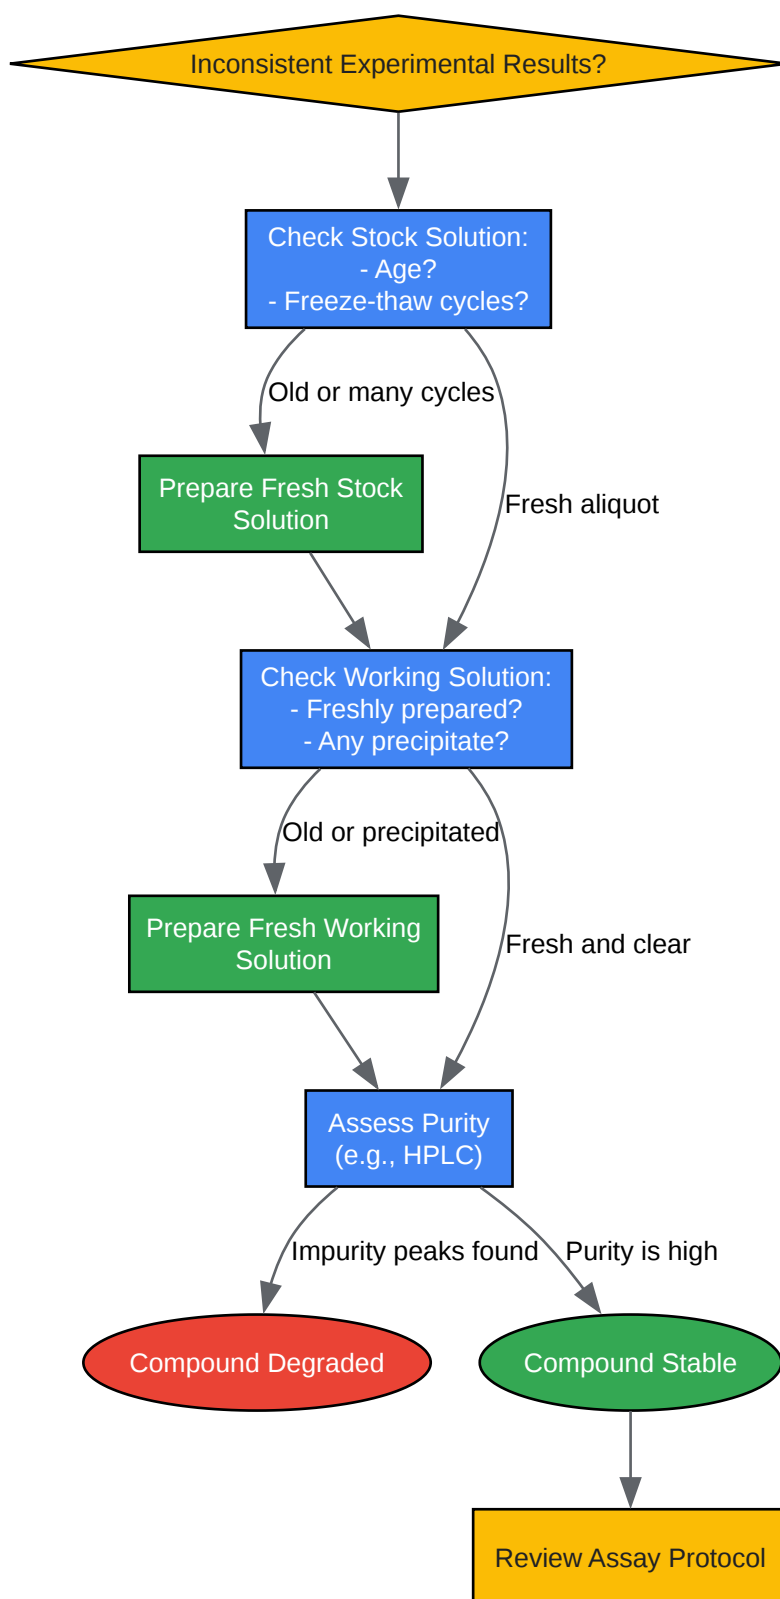 Inconsistent Experimental Results?
Check Stock Solution:
- Age?
- Freeze-thaw cycles?
Old or many cycles
Prepare Fresh Stock
Solution
Fresh aliquot
Check Working Solution:
- Freshly prepared?
- Any precipitate?
Old or precipitated
Prepare Fresh Working
Solution
Fresh and clear
Assess Purity
(e.g., HPLC)
Impurity peaks found
Purity is high
Compound Degraded
Compound Stable
Review Assay Protocol